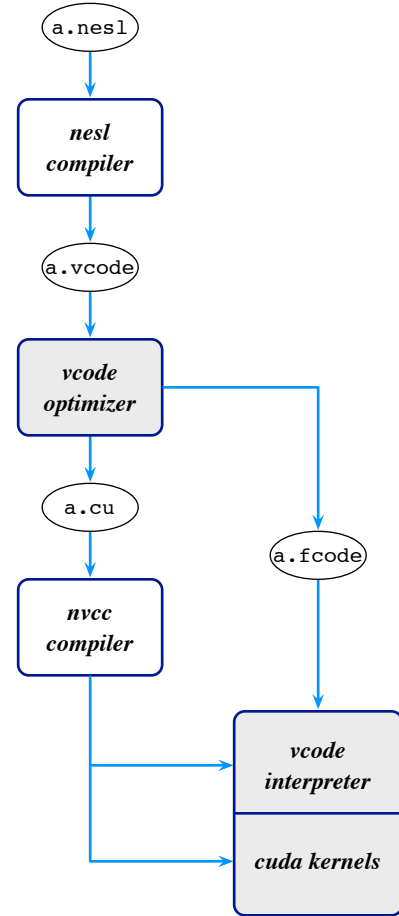 a.nesl
nesl
compiler
a.vcode
vcode
optimizer
a.cu
a.fcode
nvcc
compiler
vcode
interpreter
cuda kernels